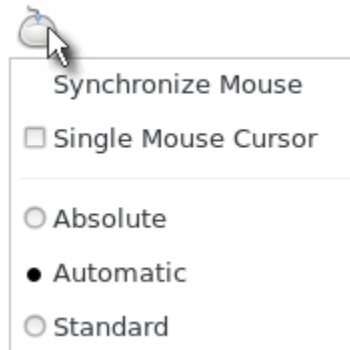 Synchronize Mouse
Single Mouse Cursor
Absolute
Automatic
Standard